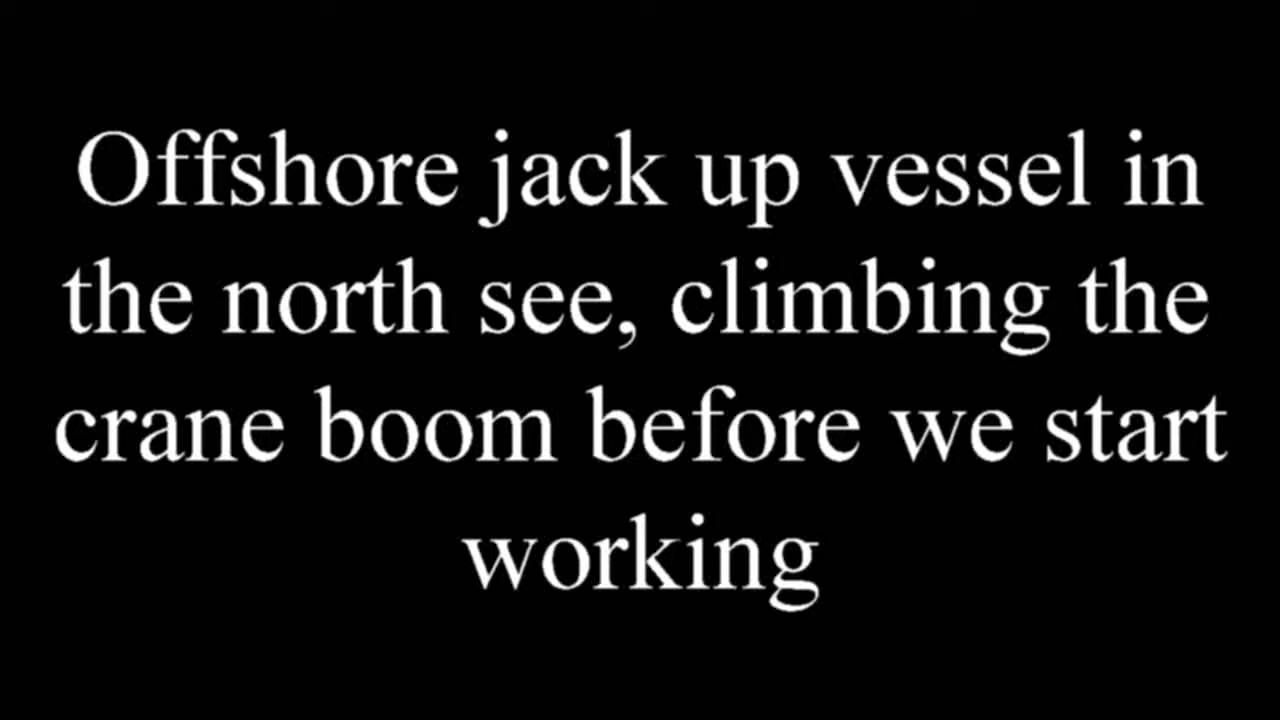 Offshore jack up vessel in
the north see, climbing the
crane boom before we start
working